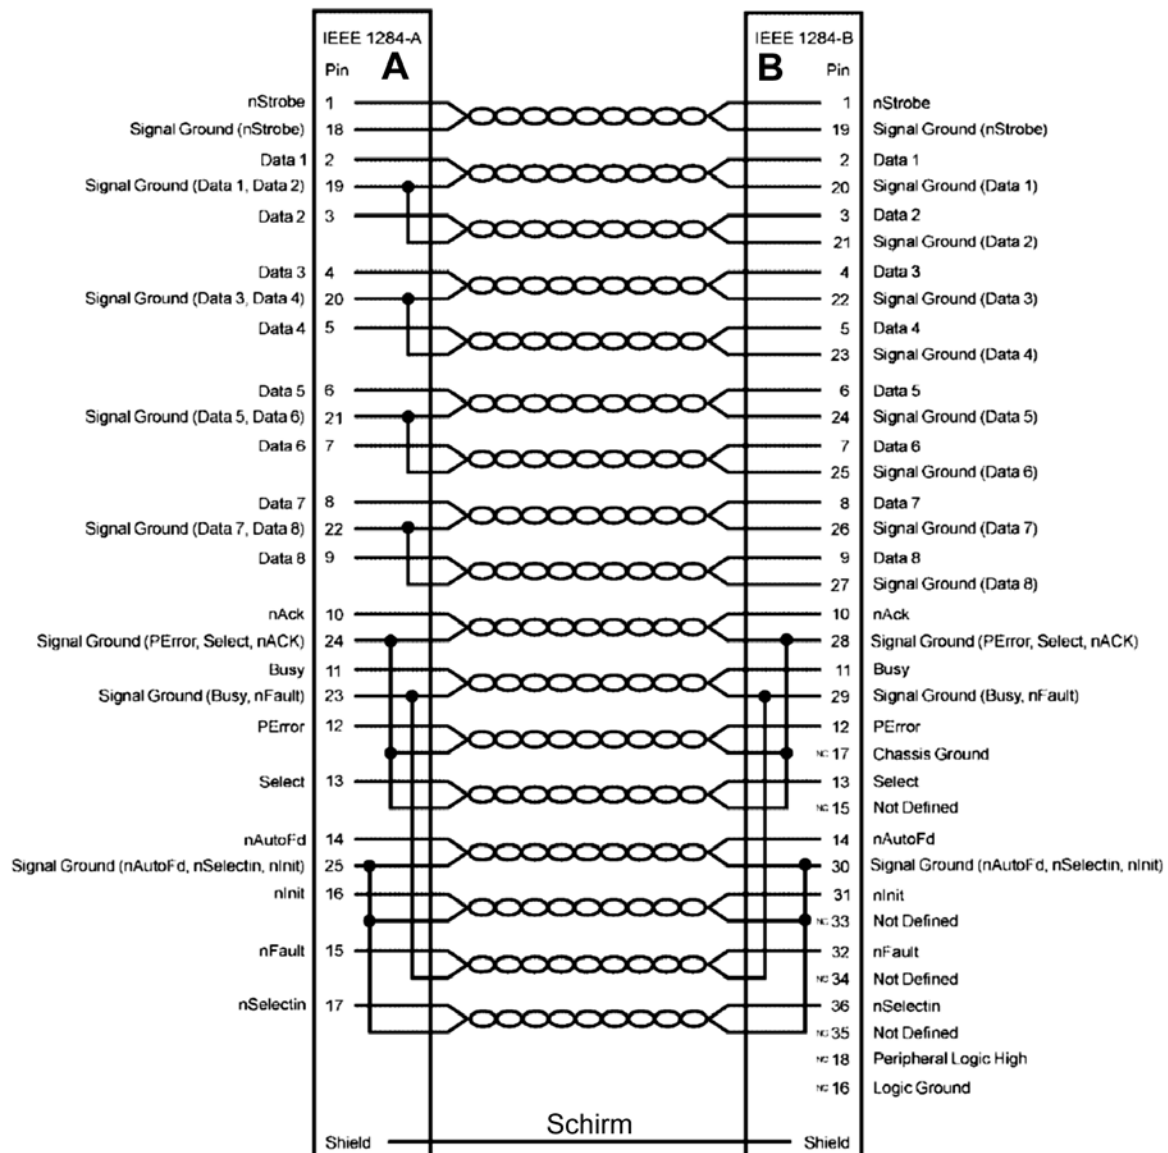 IEEE 1284-A IEEE 1284-B
Pin A B Pin
nStrobe 1 1 nStrobe
Signal Ground (nStrobe) 18 19 Signal Ground (nStrobe)
Data 1 2 2 Data 1
Signal Ground (Data 1, Data 2) 19 20 Signal Ground (Data 1)
Data 2 3 3 Data 2
21 Signal Ground (Data 2)
Data 3 4 4 Data 3
Signal Ground (Data 3, Data 4) 20 22 Signal Ground (Data 3)
Data 4 5 5 Data 4
23 Signal Ground (Data 4)
Data 5 6 6 Data 5
Signal Ground (Data 5, Data 6) 21 24 Signal Ground (Data 5)
Data 6 7 7 Data 6
25 Signal Ground (Data 6)
Data 7 8 8 Data 7
Signal Ground (Data 7, Data 8) 22 26 Signal Ground (Data 7)
Data 8 9 9 Data 8
27 Signal Ground (Data 8)
nAck 10 10 nAck
Signal Ground (PError, Select, nACK) 24 28 Signal Ground (PError, Select, nACK)
Busy 11 11 Busy
Signal Ground (Busy, nFault) 23 29 Signal Ground (Busy, nFault)
PError 12 12 PError
NC 17 Chassis Ground
Select 13 13 Select
NC 15 Not Defined
nAutoFd 14 14 nAutoFd
Signal Ground (nAutoFd, nSelectin, nInit) 25 30 Signal Ground (nAutoFd, nSelectin, nInit)
nInit 16 31 nInit
NC 33 Not Defined
nFault 15 32 nFault
NC 34 Not Defined
nSelectin 17 36 nSelectin
NC 35 Not Defined
NC 18 Peripheral Logic High
NC 16 Logic Ground
Schirm
Shield Shield